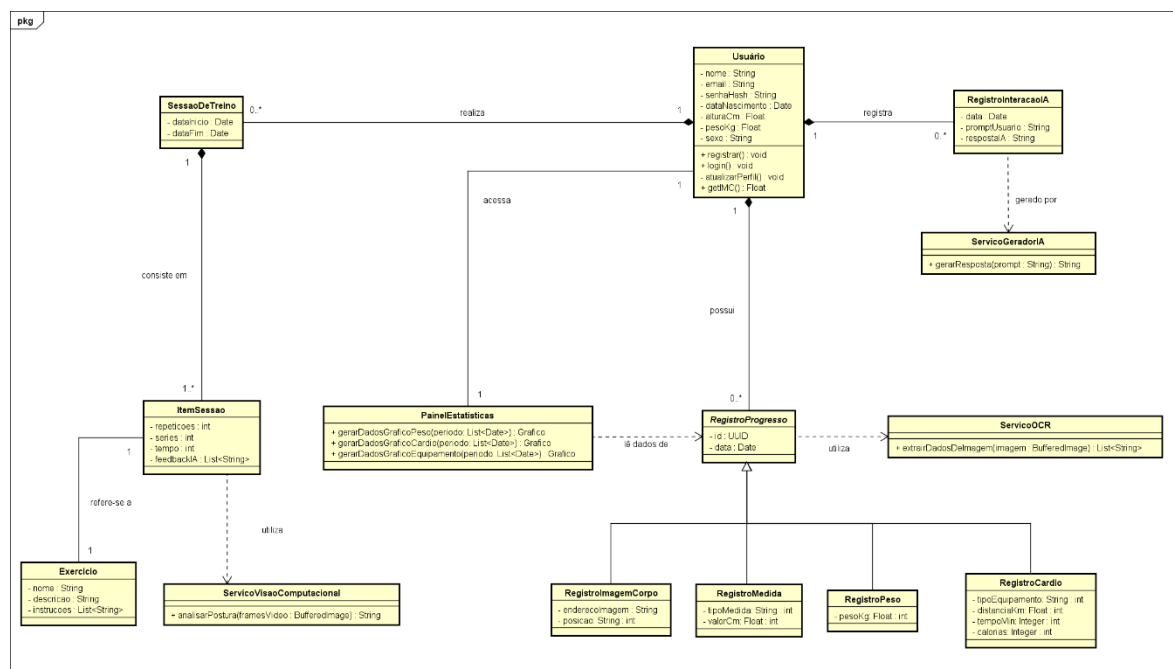 pkg
Usuário
- nome : String
- email : String
- senhaHash : String
- dataNascimento : Date
- alturaCm : Float
- pesoKg : Float
- sexo : String
+ registrar() : void
+ login() : void
- atualizarPerfil() : void
+ getIMC() : Float
SessaoDeTreino
- dataInicio : Date
- dataFim : Date
0..*
realiza
1
1
registra
0..*
RegistroInteracaoIA
- data : Date
- promptUsuario : String
- respostaIA : String
gerado por
ServicoGeradorIA
+ gerarResposta(prompt : String) : String
1
consiste em
1..*
1
acessa
1
1
possui
0..*
ItemSessao
- repeticoes : int
- series : int
- tempo : int
- feedbackIA : List<String>
PainelEstatisticas
+ gerarDadosGraficoPeso(periodo: List<Date>) : Grafico
+ gerarDadosGraficoCardio(periodo: List<Date>) : Grafico
+ gerarDadosGraficoEquipamento(periodo: List<Date>) : Grafico
lê dados de
RegistroProgresso
- id : UUID
- data : Date
utiliza
ServicoOCR
+ extrairDadosDeImagem(imagem : BufferedImage) : List<String>
1
refere-se a
1
utiliza
Exercicio
- nome : String
- descricao : String
- instrucoes : List<String>
ServicoVisaoComputacional
+ analisarPostura(framesVideo : BufferedImage) : String
RegistroImagemCorpo
- enderecoImagem : String
- posicao : String : int
RegistroMedida
- tipoMedida: String : int
- valorCm: Float : int
RegistroPeso
- pesoKg: Float : int
RegistroCardio
- tipoEquipamento: String : int
- distanciaKm: Float : int
- tempoMin: Integer : int
- calorias: Integer : int